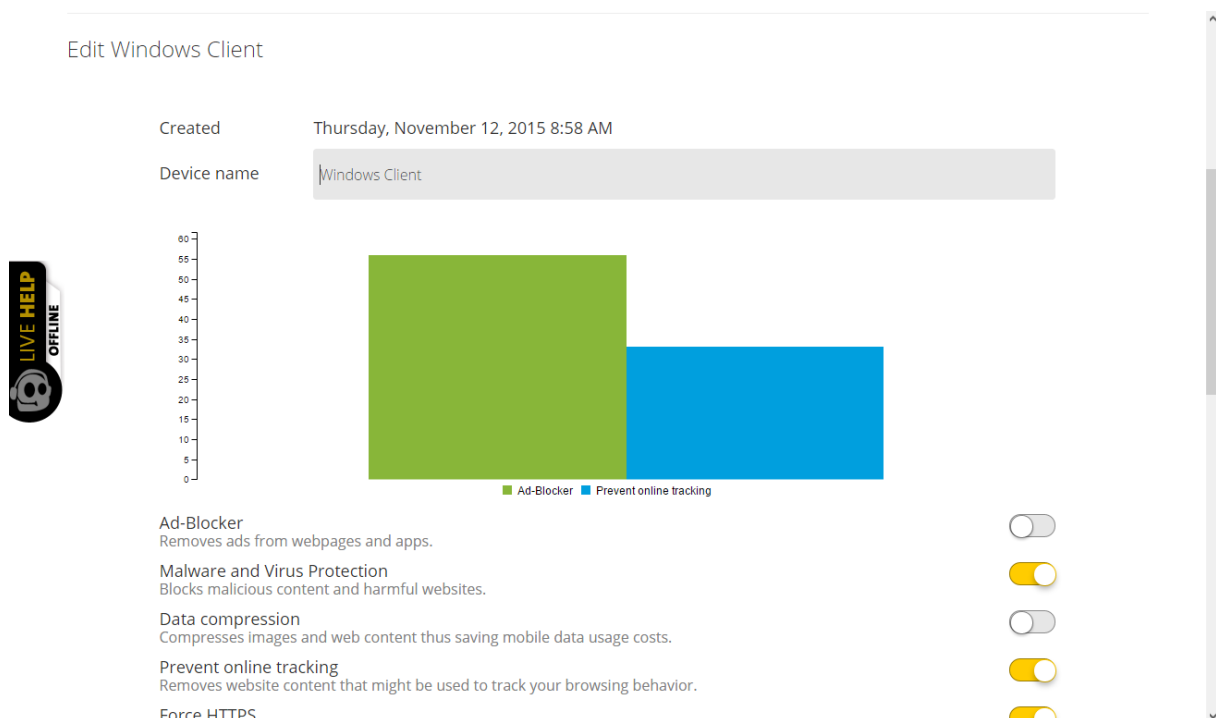 Edit Windows Client
Created Thursday, November 12, 2015 8:58 AM
Device name Windows Client
60
55
50
45
40
35
30
25
20
15
10
5
0
LIVE HELP
OFFLINE
Ad-Blocker Prevent online tracking
Ad-Blocker
Removes ads from webpages and apps.
Malware and Virus Protection
Blocks malicious content and harmful websites.
Data compression
Compresses images and web content thus saving mobile data usage costs.
Prevent online tracking
Removes website content that might be used to track your browsing behavior.
Force HTTPS